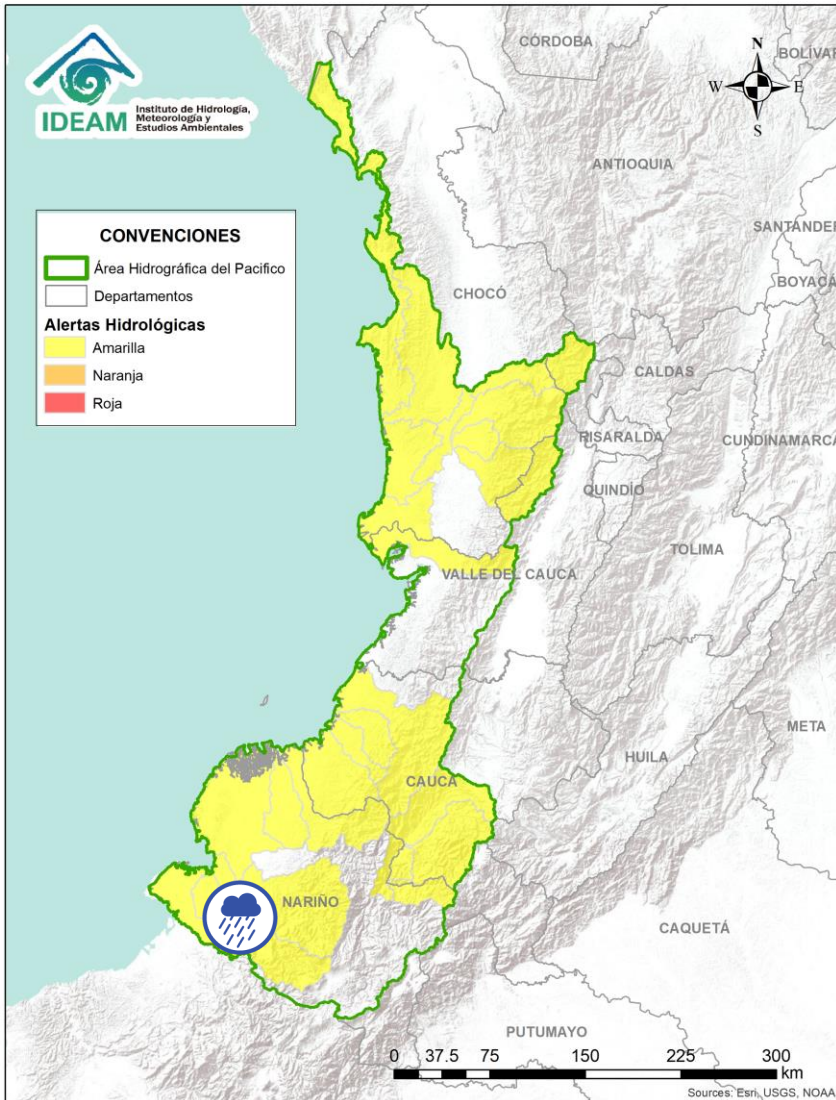 IDEAM
Instituto de Hidrología,
Meteorología y
Estudios Ambientales
CONVENCIONES
Área Hidrográfica del Pacifico
Departamentos
Alertas Hidrológicas
Amarilla
Naranja
Roja
N
W E
S
CÓRDOBA
BOLÍVAR
ANTIOQUIA
SANTANDER
BOYACÁ
CHOCÓ
CALDAS
RISARALDA
CUNDINAMARCA
QUINDÍO
TOLIMA
VALLE DEL CAUCA
META
HUILA
CAUCA
NARIÑO
CAQUETÁ
PUTUMAYO
0 37.5 75 150 225 300
km
Sources: Esri, USGS, NOAA